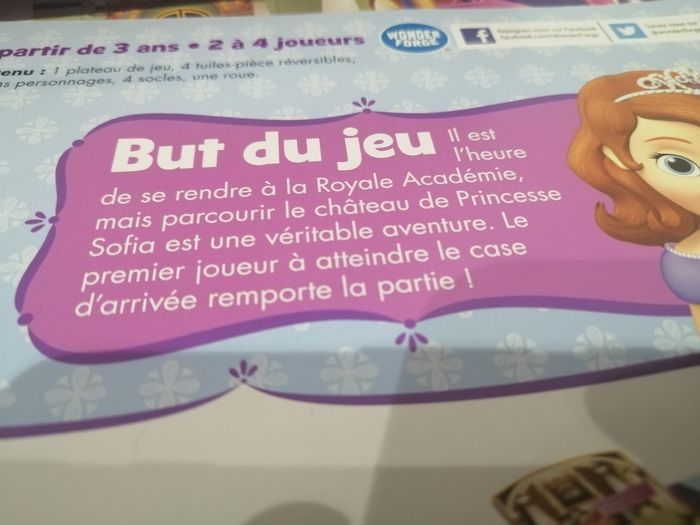 partir de 3 ans • 2 à 4 joueurs
WONDER FORGE
1 plateau de jeu, 4 tuiles-pièce réversibles,
personnages, 4 socles, une roue.
But du jeu Il est
l'heure
de se rendre à la Royale Académie,
mais parcourir le château de Princesse
Sofia est une véritable aventure. Le
premier joueur à atteindre le case
d'arrivée remporte la partie !